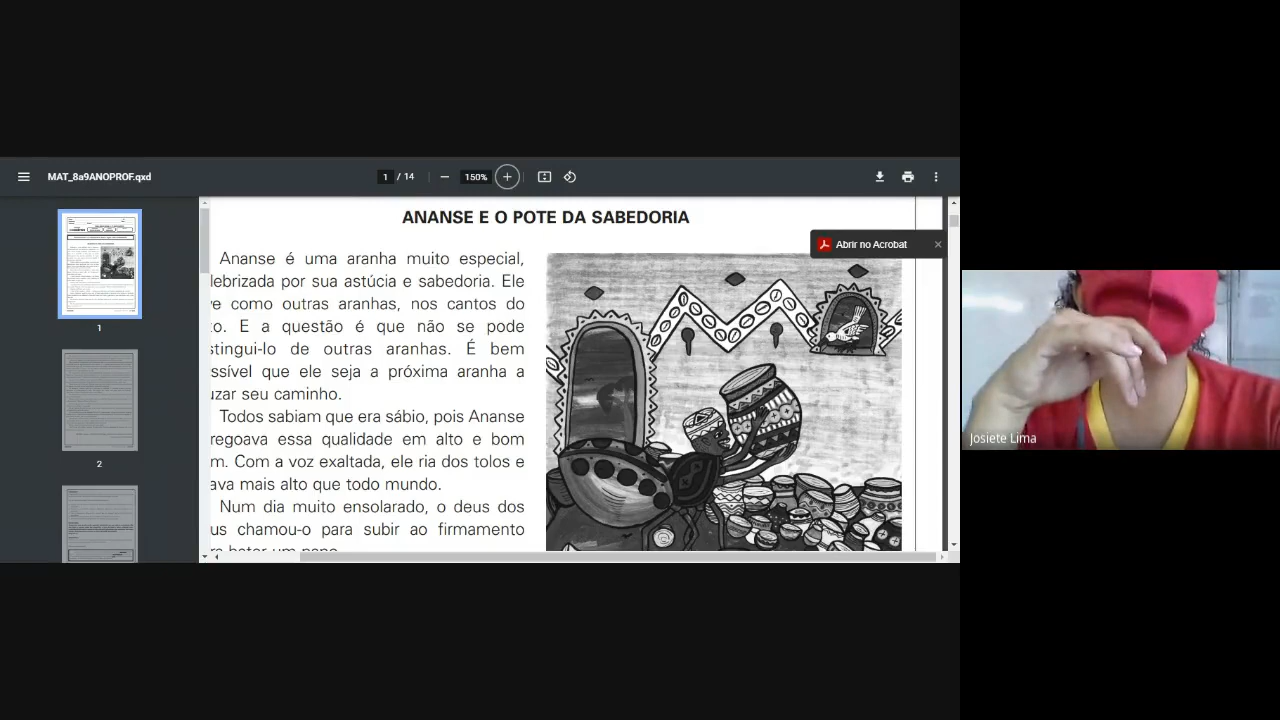 MAT_8a9ANOPROF.qxd
1 / 14
150%
ANANSE E O POTE DA SABEDORIA
Abrir no Acrobat
Ananse é uma aranha muito especial,
lebrizada por sua astúcia e sabedoria. Ele
ve como outras aranhas, nos cantos do
o. E a questão é que não se pode
stingui-lo de outras aranhas. É bem
ssível que ele seja a próxima aranha a
uzar seu caminho.
Todos sabiam que era sábio, pois Ananse
regoava essa qualidade em alto e bom
m. Com a voz exaltada, ele ria dos tolos e
ava mais alto que todo mundo.
Num dia muito ensolarado, o deus dos
us chamou-o para subir ao firmamento
1
2
Josiete Lima